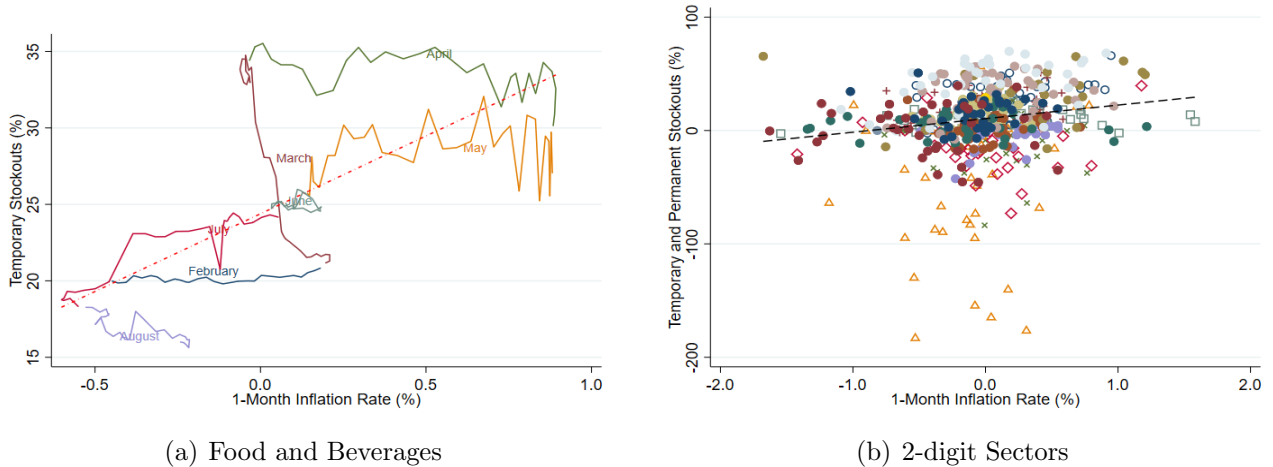 Temporary Stockouts (%)
35
30
25
20
15
April
May
March
June
July
February
August
-0.5
0.0
0.5
1.0
1-Month Inflation Rate (%)
(a) Food and Beverages
Temporary and Permanent Stockouts (%)
100
0
-100
-200
-2.0
-1.0
0.0
1.0
2.0
1-Month Inflation Rate (%)
(b) 2-digit Sectors